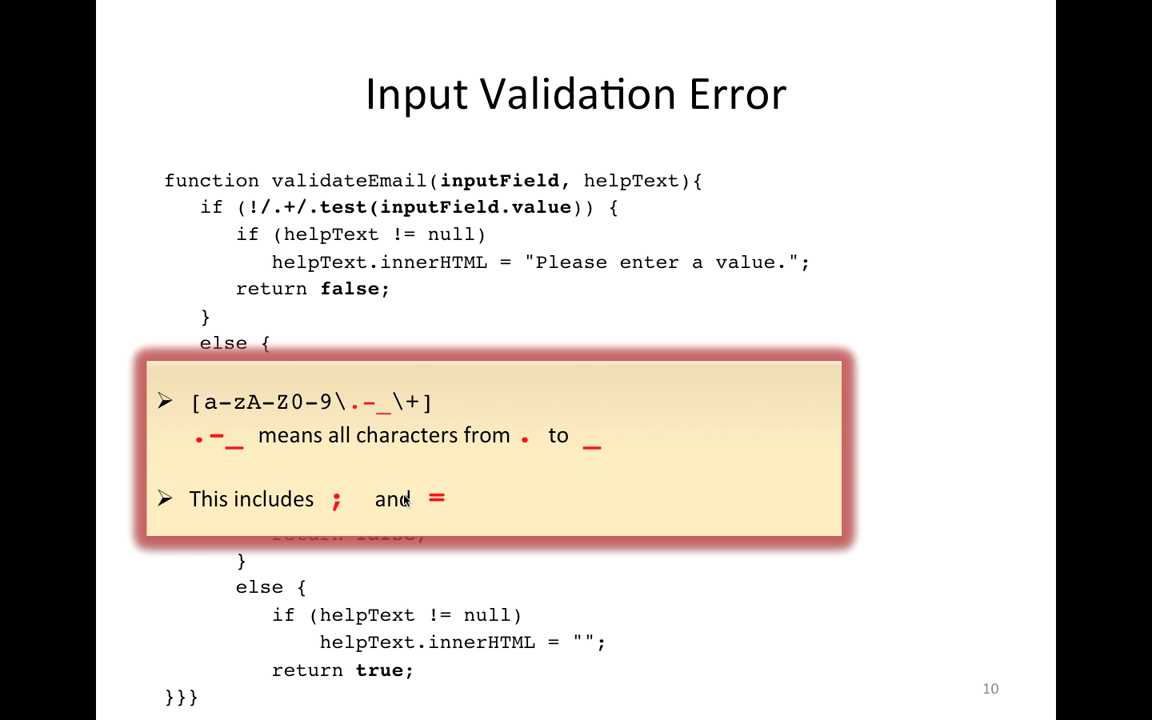 Input Validation Error
function validateEmail(inputField, helpText){
if (!/.+/.test(inputField.value)) {
if (helpText != null)
helpText.innerHTML = "Please enter a value.";
return false;
}
else {
➢ [a-zA-Z0-9\.-_\+]
.-_ means all characters from . to _
➢ This includes ; and =
return false;
}
else {
if (helpText != null)
helpText.innerHTML = "";
return true;
}}}
10